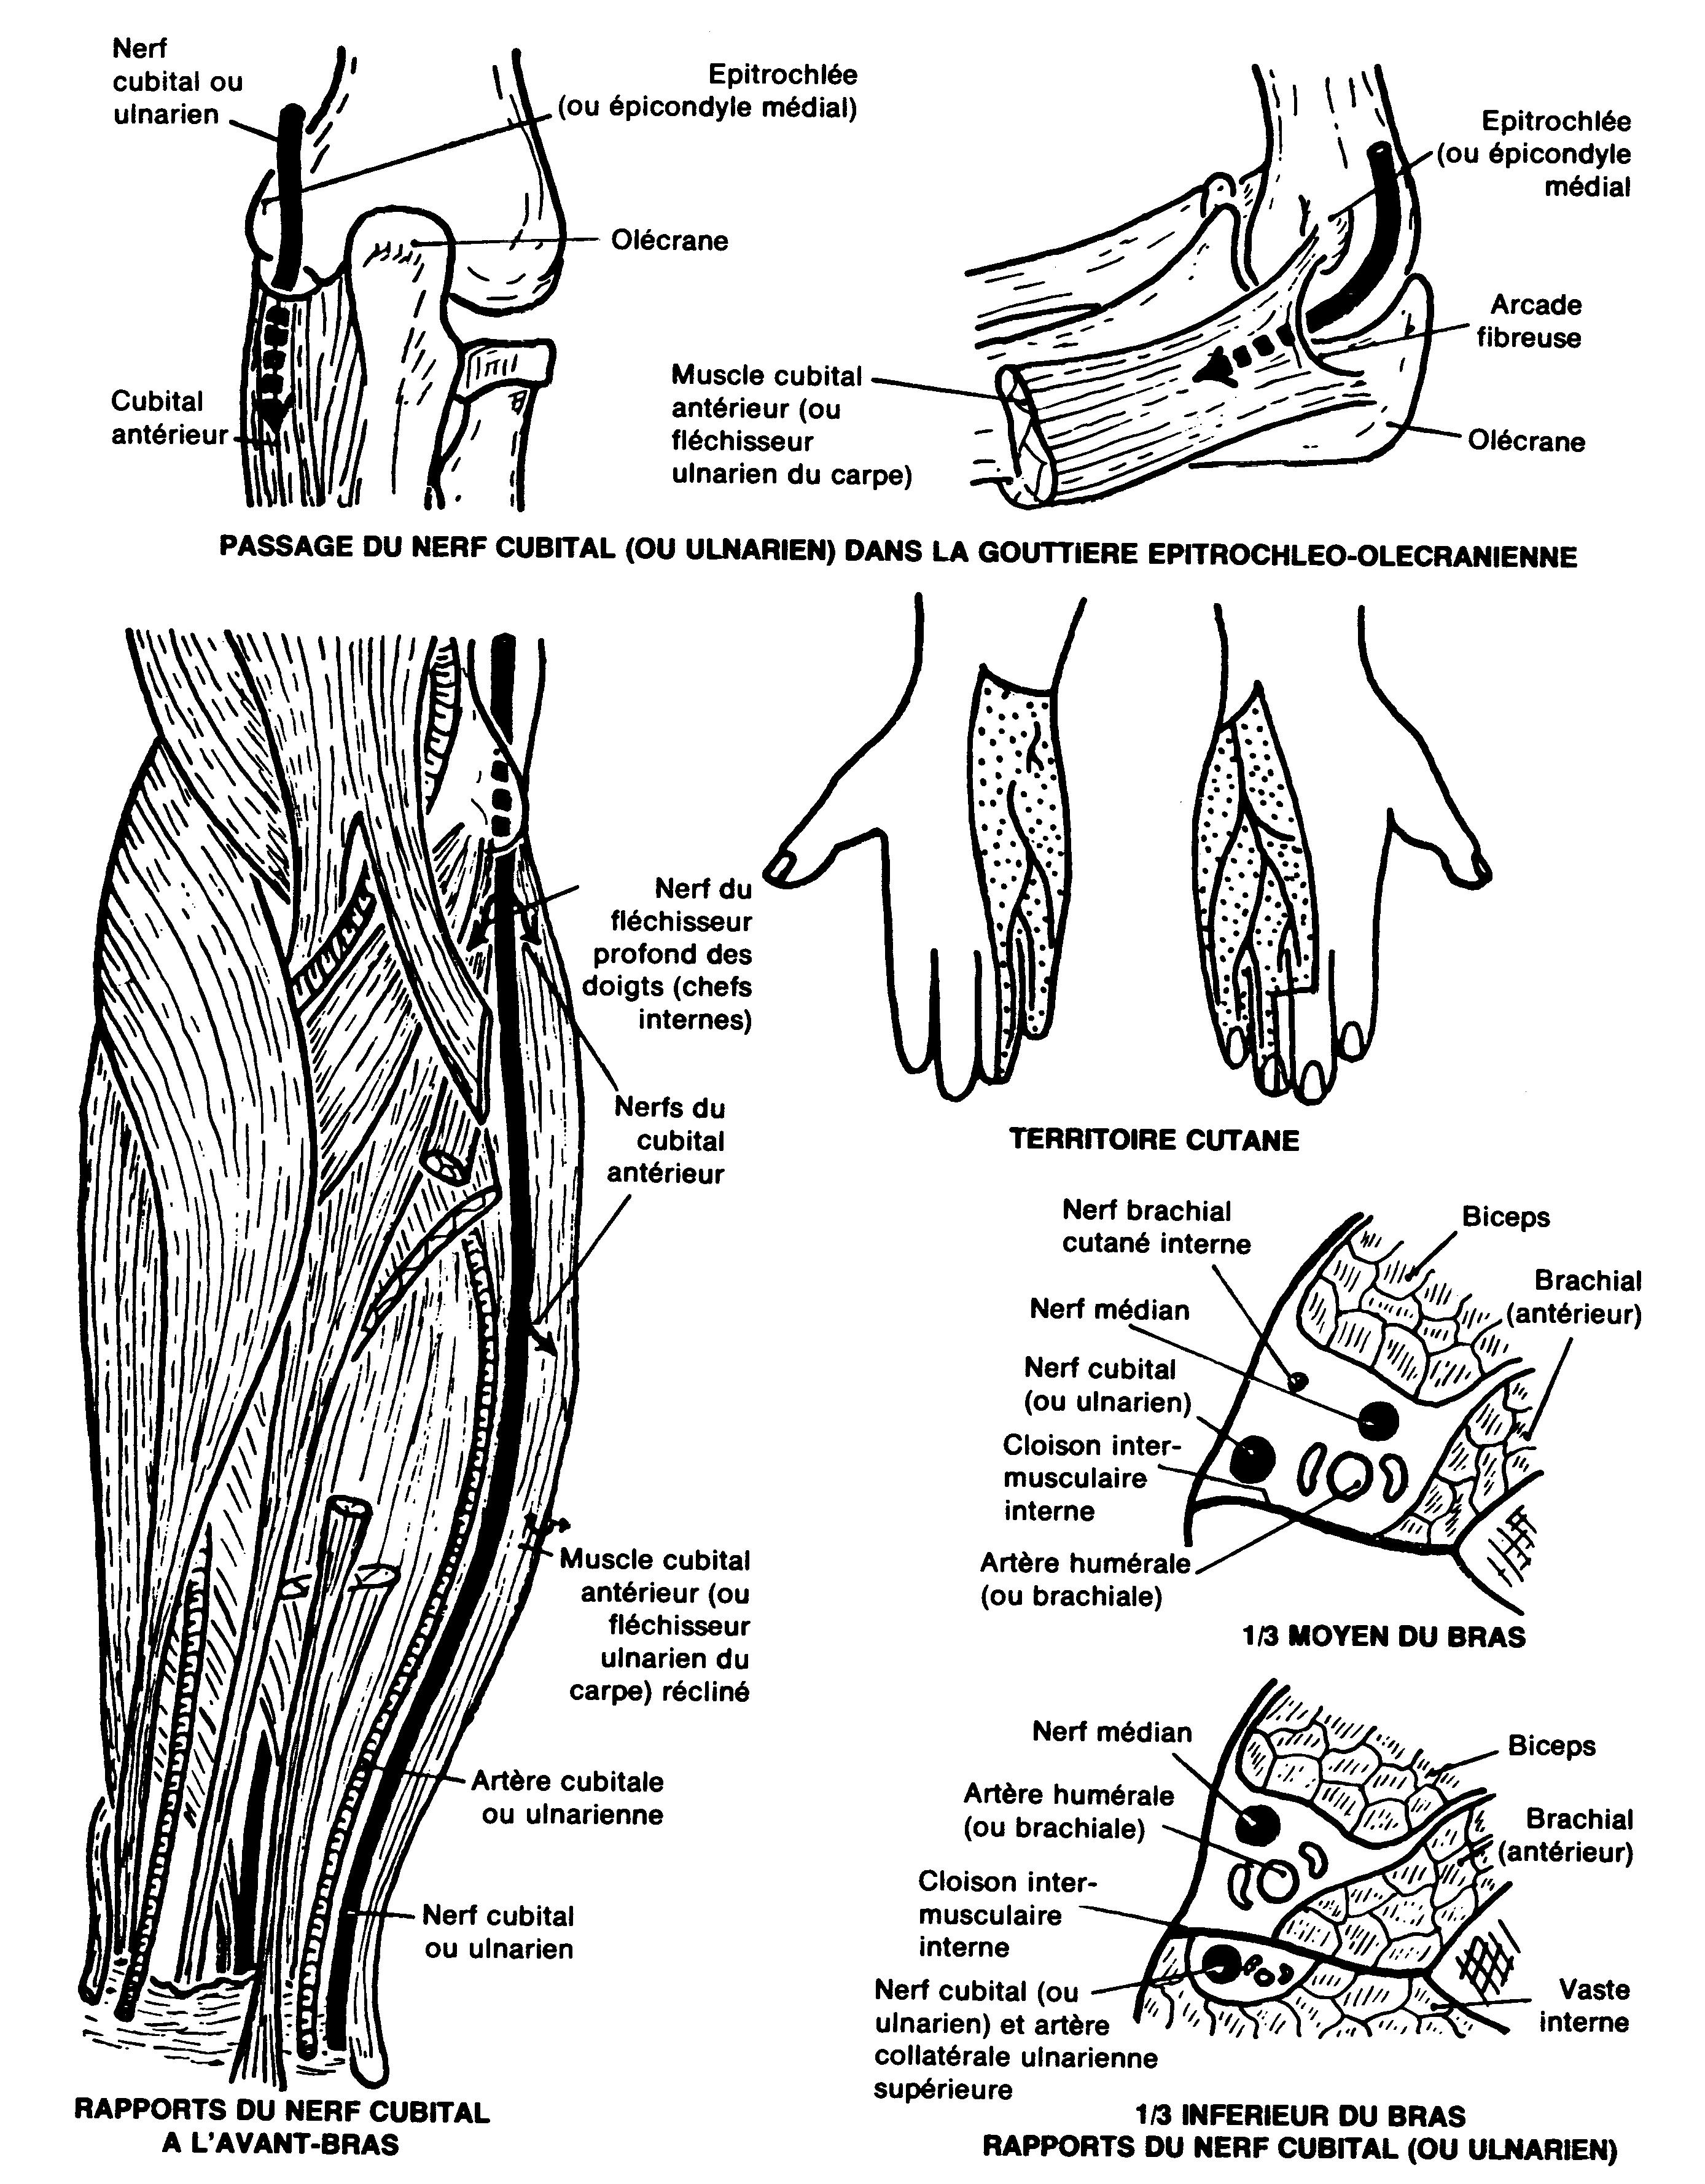 Nerf
cubital ou
ulnarien
Epitrochlée
(ou épicondyle médial)
Olécrane
Cubital
antérieur
Epitrochlée
(ou épicondyle
médial
Arcade
fibreuse
Muscle cubital
antérieur (ou
fléchisseur
ulnarien du carpe)
Olécrane
PASSAGE DU NERF CUBITAL (OU ULNARIEN) DANS LA GOUTTIERE EPITROCHLEO-OLECRANIENNE
Nerf du
fléchisseur
profond des
doigts (chefs
internes)
Nerfs du
cubital
antérieur
Muscle cubital
antérieur (ou
fléchisseur
ulnarien du
carpe) récliné
Artère cubitale
ou ulnarienne
Nerf cubital
ou ulnarien
RAPPORTS DU NERF CUBITAL
A L'AVANT-BRAS
TERRITOIRE CUTANE
Nerf brachial
cutané interne
Biceps
Brachial
(antérieur)
Nerf médian
Nerf cubital
(ou ulnarien)
Cloison inter-
musculaire
interne
Artère humérale
(ou brachiale)
1/3 MOYEN DU BRAS
Nerf médian
Biceps
Artère humérale
(ou brachiale)
Brachial
(antérieur)
Cloison inter-
musculaire
interne
Nerf cubital (ou
ulnarien) et artère
collatérale ulnarienne
supérieure
Vaste
interne
1/3 INFERIEUR DU BRAS
RAPPORTS DU NERF CUBITAL (OU ULNARIEN)